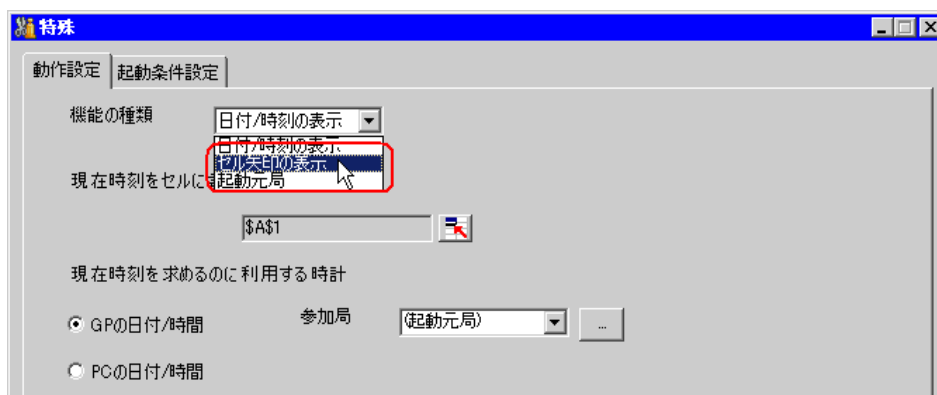 特殊
動作設定 起動条件設定
機能の種類 日付/時刻の表示
日付/時刻の表示
セル矢印の表示
現在時刻をセルに 起動元局
$A$1
現在時刻を求めるのに利用する時計
GPの日付/時間 参加局 (起動元局) ...
PCの日付/時間